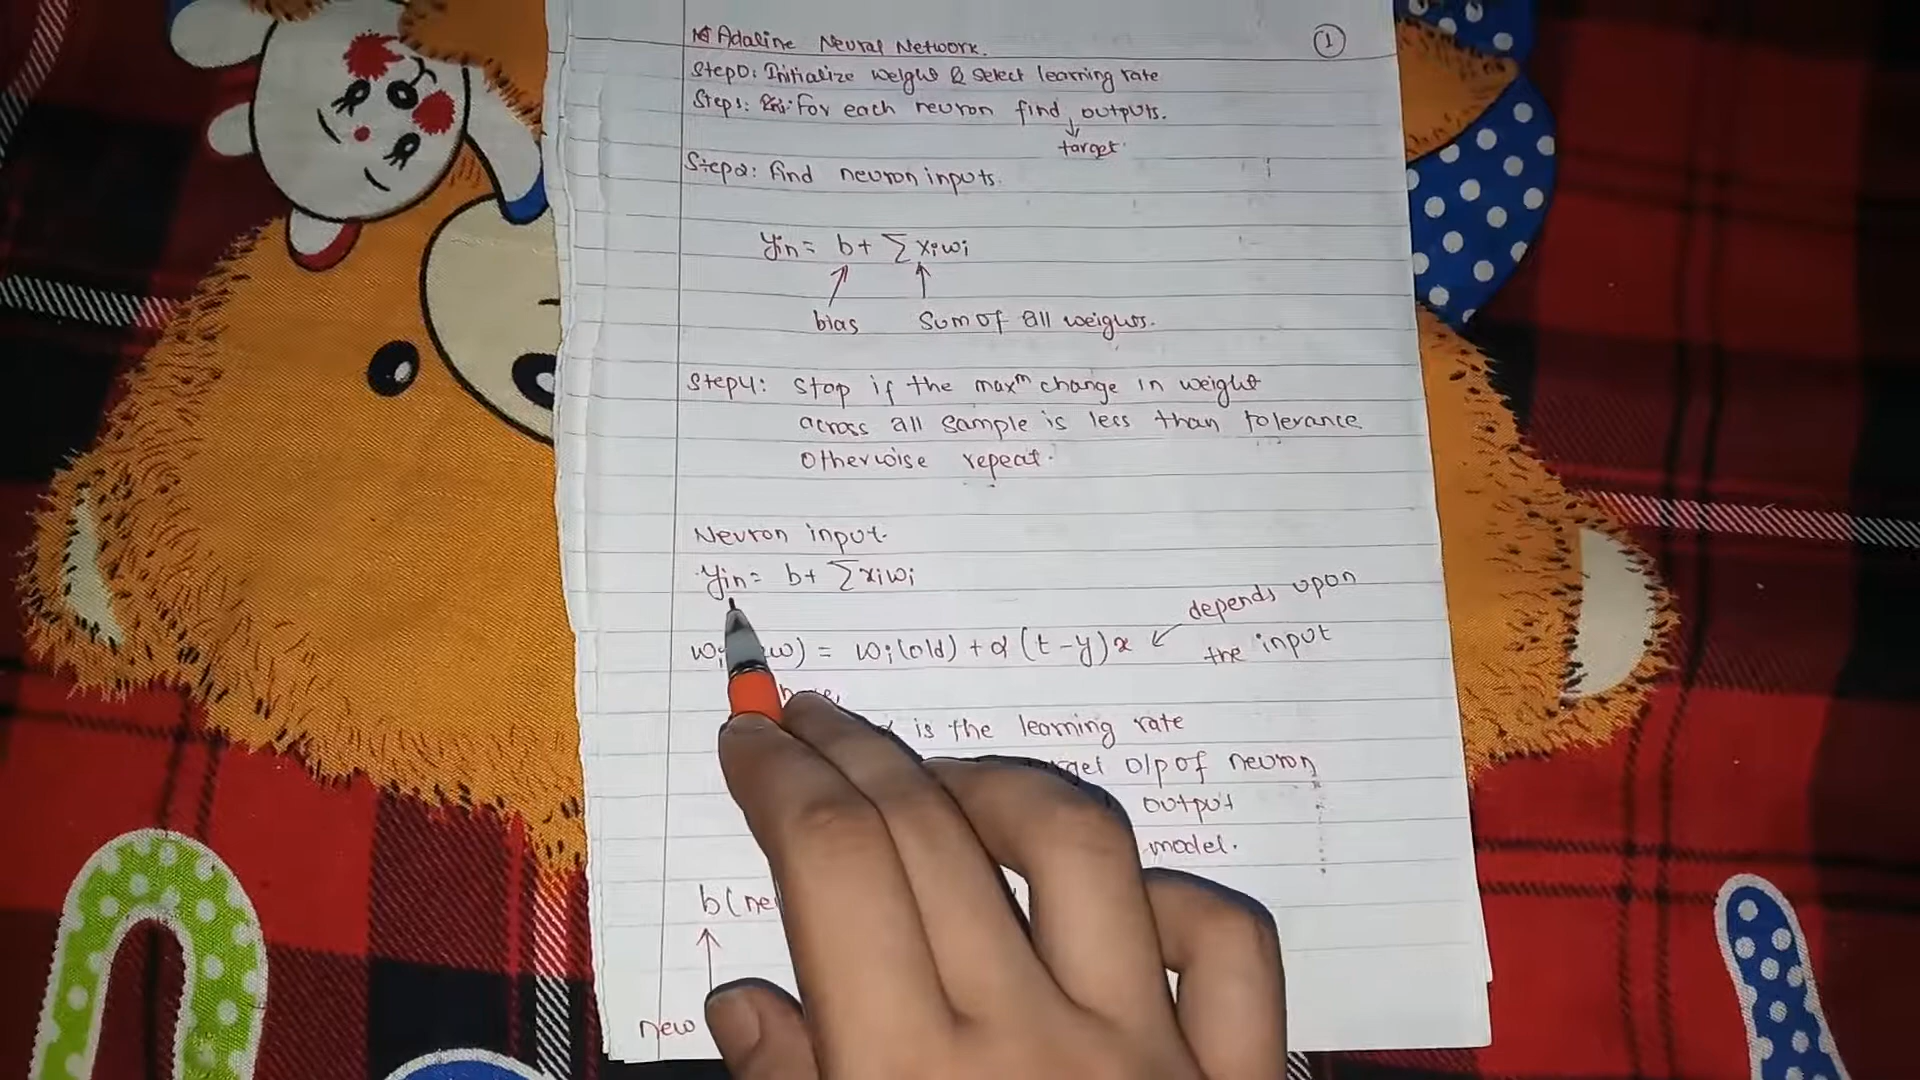 Adaline Neural Network. 1
Step0: Initialize weight & select learning rate
Step1: For each neuron find outputs.
target
Step2: Find neuron inputs.
Yin = b + ∑ xiwi
bias sum of all weights.
Step4: Stop if the maxm change in weight
across all sample is less than tolerance
Otherwise repeat.
Neuron input.
Yin = b + ∑xiwi
depends upon
wi(old) + α (t-y)x
the input
is the learning rate
o/p of neuron
output
model.
b(ne
new